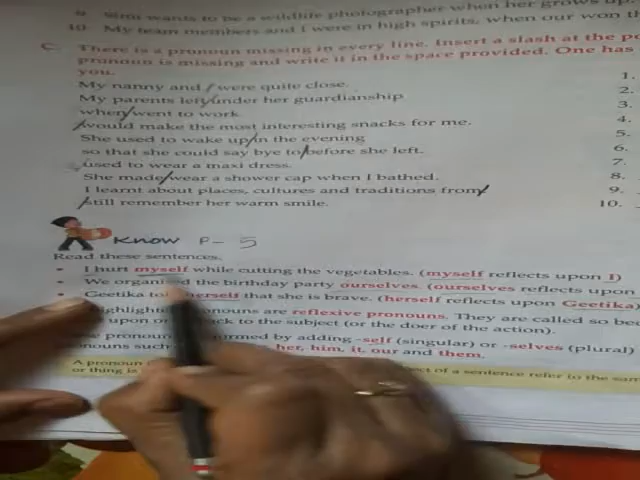 9. wants to be a wildlife photographer when her grows up.
10. My team members and I were in high spirits, when our won th
C. There is a pronoun missing in every line. Insert a slash at the po
pronoun is missing and write it in the space provided. One has
you.
My nanny and / were quite close. 1.
My parents left/under her guardianship 2.
when/went to work. 3.
/would make the most interesting snacks for me. 4.
She used to wake up/in the evening 5.
so that she could say bye to/before she left. 6.
/used to wear a maxi dress. 7.
She made/wear a shower cap when I bathed. 8.
I learnt about places, cultures and traditions from/ 9.
/still remember her warm smile. 10.
Know P- 5
Read these sentences.
• I hurt myself while cutting the vegetables. (myself reflects upon I)
• We organised the birthday party ourselves. (ourselves reflects upon
• Geetika told herself that she is brave. (herself reflects upon Geetika)
highlighted pronouns are reflexive pronouns. They are called so be
upon or back to the subject (or the doer of the action).
pronouns formed by adding -self (singular) or -selves (plural)
pronouns such her, him, it, our and them.
A pronoun ect of a sentence refer to the sam
or thing is